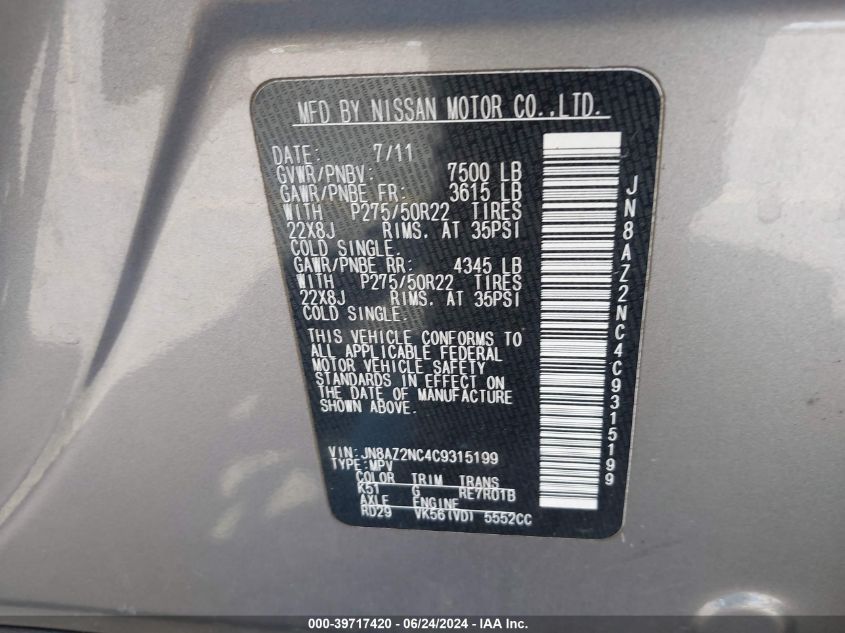 MFD BY NISSAN MOTOR CO.,LTD.
DATE: 7/11
GVWR/PNBV: 7500 LB
GAWR/PNBE FR: 3615 LB
WITH P275/50R22 TIRES
22X8J RIMS. AT 35PSI
COLD SINGLE.
GAWR/PNBE RR: 4345 LB
WITH P275/50R22 TIRES
22X8J RIMS. AT 35PSI
COLD SINGLE.
THIS VEHICLE CONFORMS TO
ALL APPLICABLE FEDERAL
MOTOR VEHICLE SAFETY
STANDARDS IN EFFECT ON
THE DATE OF MANUFACTURE
SHOWN ABOVE.
VIN: JN8AZ2NC4C9315199
TYPE: MPV
COLOR TRIM TRANS
K51 G RE7R01B
AXLE ENGINE
RD29 VK56(VD) 5552CC
JN8AZ2NC4C9315199
000-39717420 - 06/24/2024 - IAA Inc.